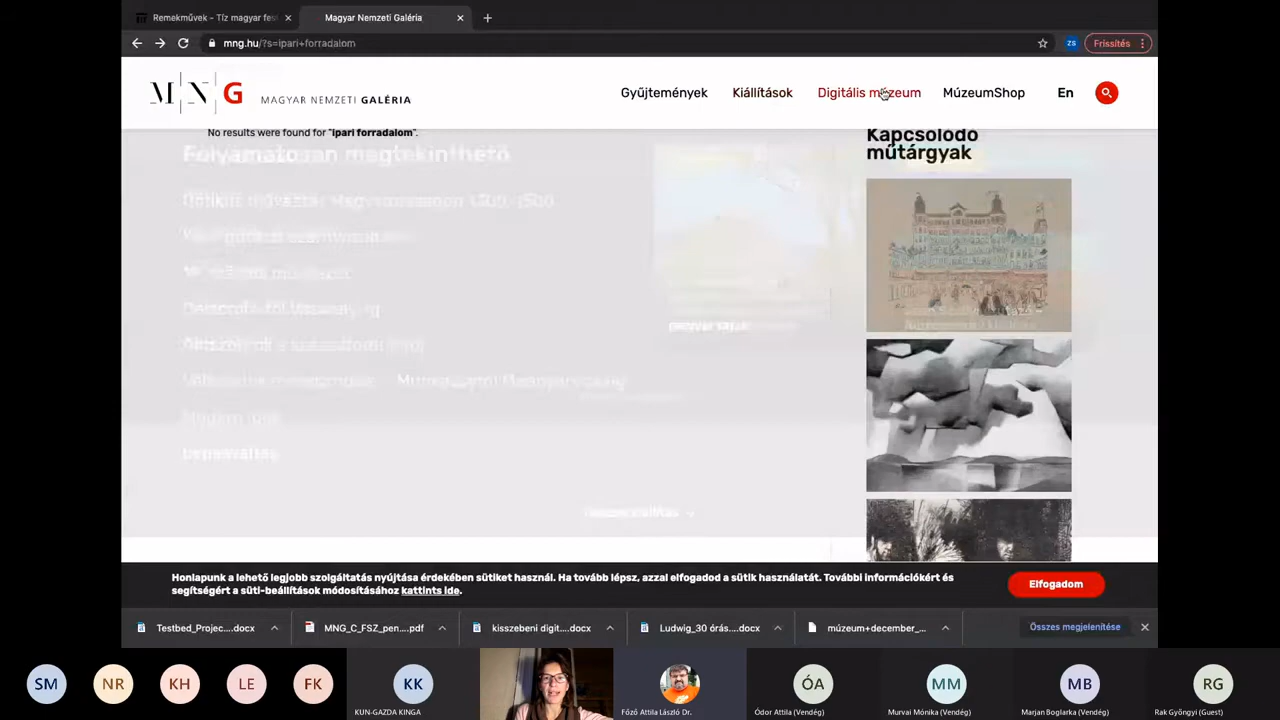 Remekművek - Tíz magyar fes
Magyar Nemzeti Galéria
mng.hu/?s=ipari+forradalom
ZS
Frissítés
MNG MAGYAR NEMZETI GALÉRIA
Gyűjtemények
Kiállítások
Digitális múzeum
MúzeumShop
En
No results were found for "ipari forradalom".
Folyamatosan megtekinthető
Kapcsolódó
műtárgyak
Honlapunk a lehető legjobb szolgáltatás nyújtása érdekében sütiket használ. Ha tovább lépsz, azzal elfogadod a sütik használatát. További információkért és
segítségért a süti-beállítások módosításához kattints ide.
Elfogadom
Testbed_Projec....docx
MNG_C_FSZ_pen....pdf
kisszebeni digit....docx
Ludwig_30 órás....docx
múzeum+december_...
Összes megjelenítése
SM
NR
KH
LE
FK
KK
ÓA
MM
MB
RG
KUN-GAZDA KINGA
Főző Attila László Dr.
Ódor Attila (Vendég)
Murvai Mónika (Vendég)
Marjan Boglarka (Vendég)
Rak Gyöngyi (Guest)